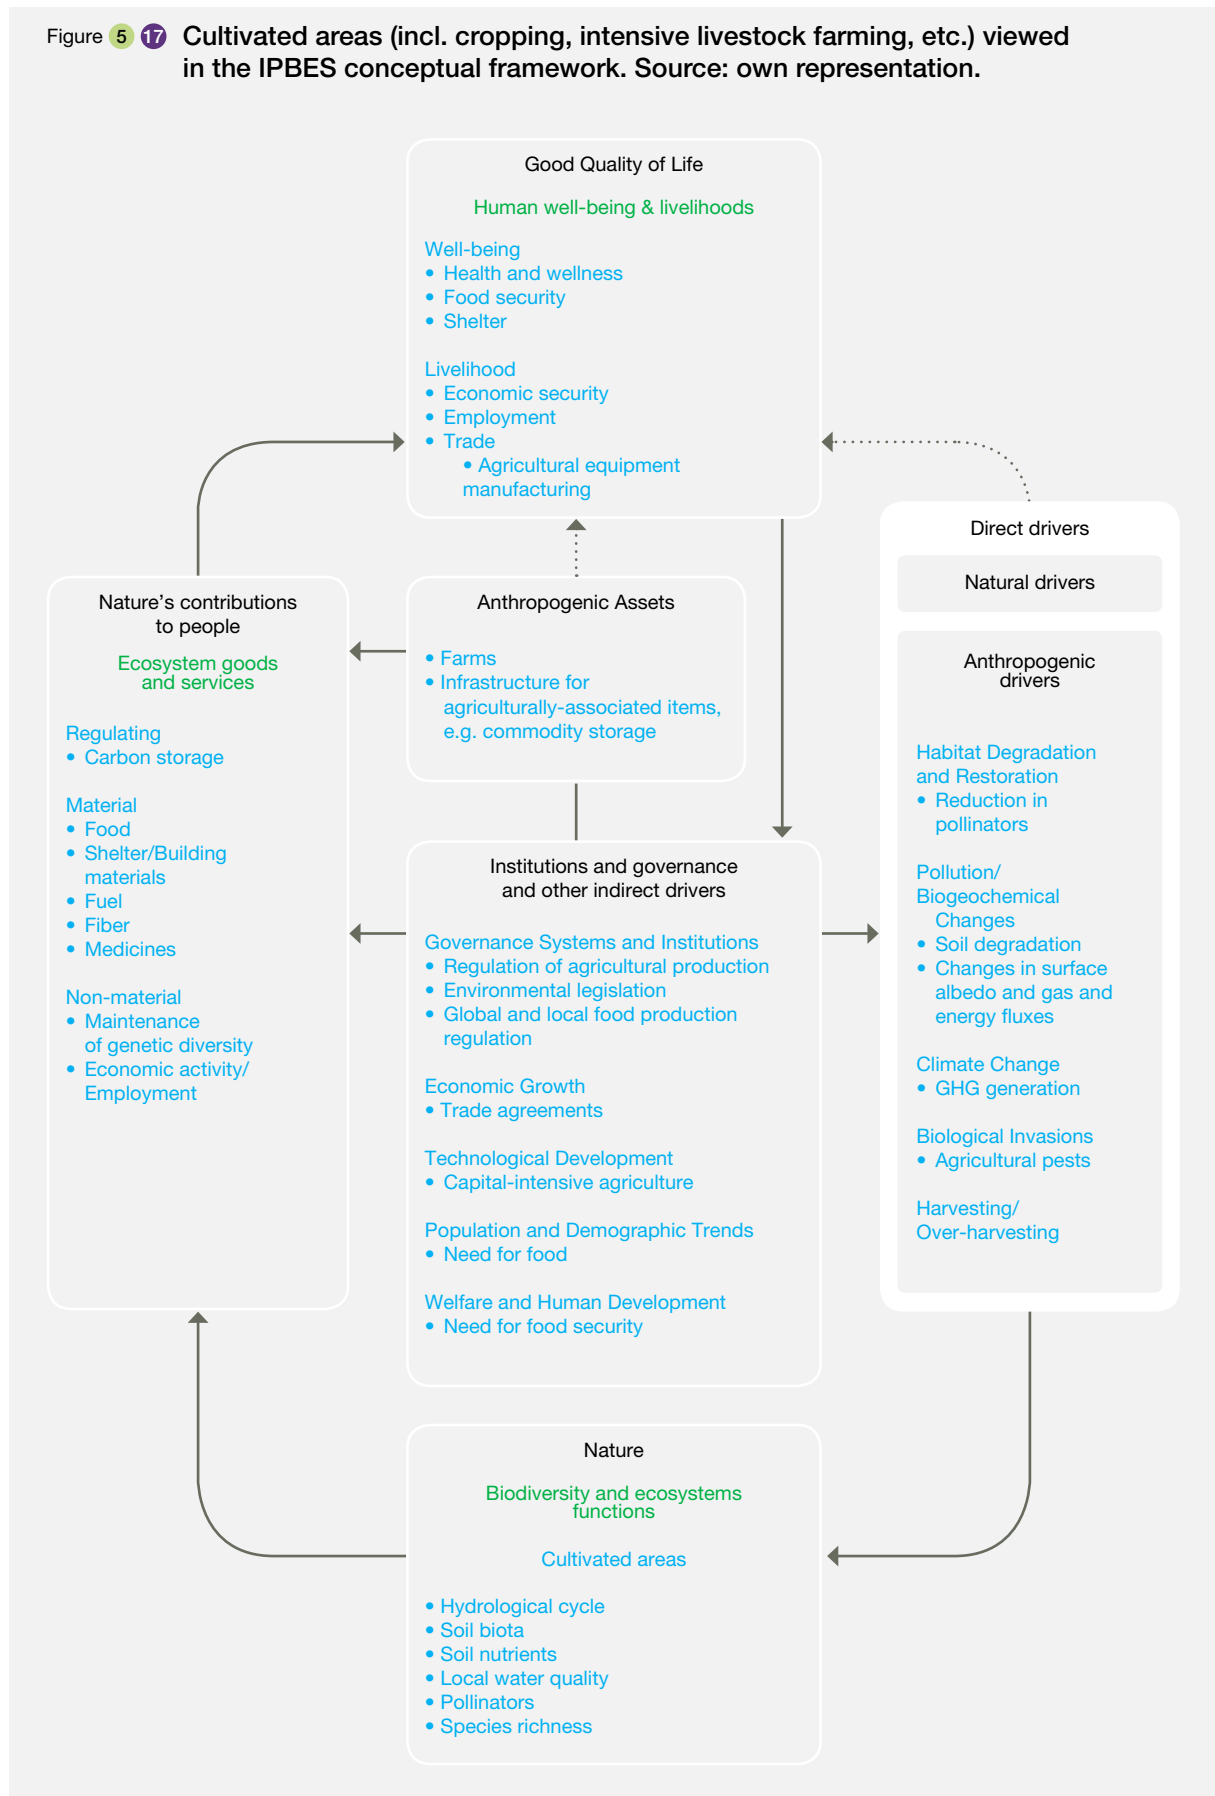 Figure 5 17 Cultivated areas (incl. cropping, intensive livestock farming, etc.) viewed
in the IPBES conceptual framework. Source: own representation.
Good Quality of Life
Human well-being & livelihoods
Well-being
• Health and wellness
• Food security
• Shelter
Livelihood
• Economic security
• Employment
• Trade
• Agricultural equipment
manufacturing
Nature's contributions
to people
Ecosystem goods
and services
Regulating
• Carbon storage
Material
• Food
• Shelter/Building
materials
• Fuel
• Fiber
• Medicines
Non-material
• Maintenance
of genetic diversity
• Economic activity/
Employment
Anthropogenic Assets
• Farms
• Infrastructure for
agriculturally-associated items,
e.g. commodity storage
Institutions and governance
and other indirect drivers
Governance Systems and Institutions
• Regulation of agricultural production
• Environmental legislation
• Global and local food production
regulation
Economic Growth
• Trade agreements
Technological Development
• Capital-intensive agriculture
Population and Demographic Trends
• Need for food
Welfare and Human Development
• Need for food security
Direct drivers
Natural drivers
Anthropogenic
drivers
Habitat Degradation
and Restoration
• Reduction in
pollinators
Pollution/
Biogeochemical
Changes
• Soil degradation
• Changes in surface
albedo and gas and
energy fluxes
Climate Change
• GHG generation
Biological Invasions
• Agricultural pests
Harvesting/
Over-harvesting
Nature
Biodiversity and ecosystems
functions
Cultivated areas
• Hydrological cycle
• Soil biota
• Soil nutrients
• Local water quality
• Pollinators
• Species richness